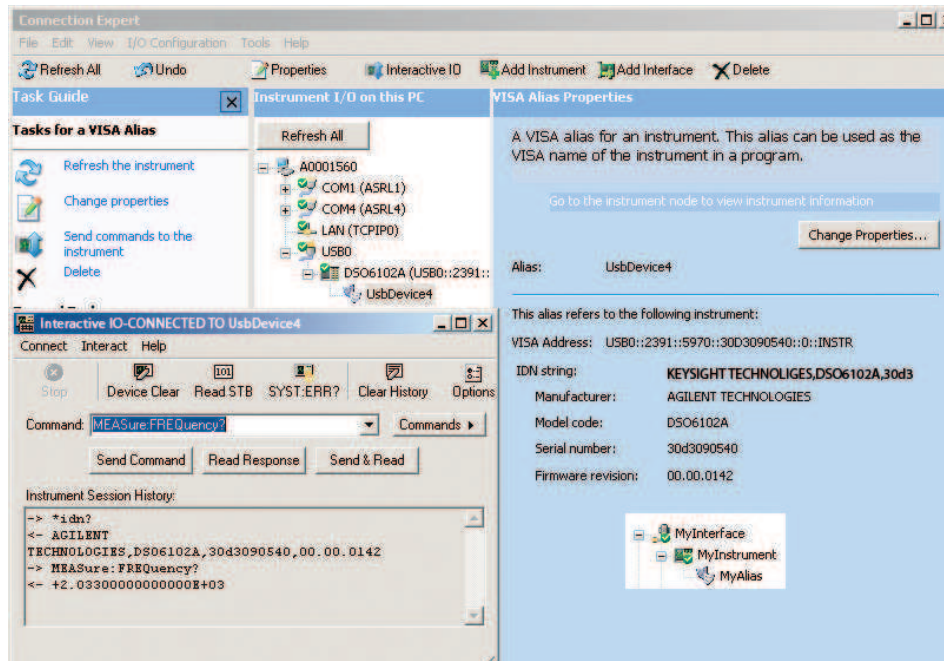 Connection Expert
File Edit View I/O Configuration Tools Help
Refresh All Undo Properties Interactive IO Add Instrument Add Interface Delete
Task Guide
Tasks for a VISA Alias
Refresh the instrument
Change properties
Send commands to the
instrument
Delete
Instrument I/O on this PC
Refresh All
A0001560
COM1 (ASRL1)
COM4 (ASRL4)
LAN (TCPIP0)
USB0
DSO6102A (USB0::2391::
UsbDevice4
VISA Alias Properties
A VISA alias for an instrument. This alias can be used as the
VISA name of the instrument in a program.
Go to the instrument node to view instrument information
Change Properties...
Alias: UsbDevice4
This alias refers to the following instrument:
VISA Address: USB0::2391::5970::30D3090540::0::INSTR
IDN string: KEYSIGHT TECHNOLIGES,DSO6102A,30d3
Manufacturer: AGILENT TECHNOLOGIES
Model code: DSO6102A
Serial number: 30d3090540
Firmware revision: 00.00.0142
MyInterface
MyInstrument
MyAlias
Interactive IO-CONNECTED TO UsbDevice4
Connect Interact Help
Stop Device Clear Read STB SYST:ERR? Clear History Options
Command: MEASure:FREQuency? Commands
Send Command Read Response Send & Read
Instrument Session History:
-> *idn?
<- AGILENT
TECHNOLOGIES,DSO6102A,30d3090540,00.00.0142
-> MEASure:FREQuency?
<- +2.03300000000000E+03